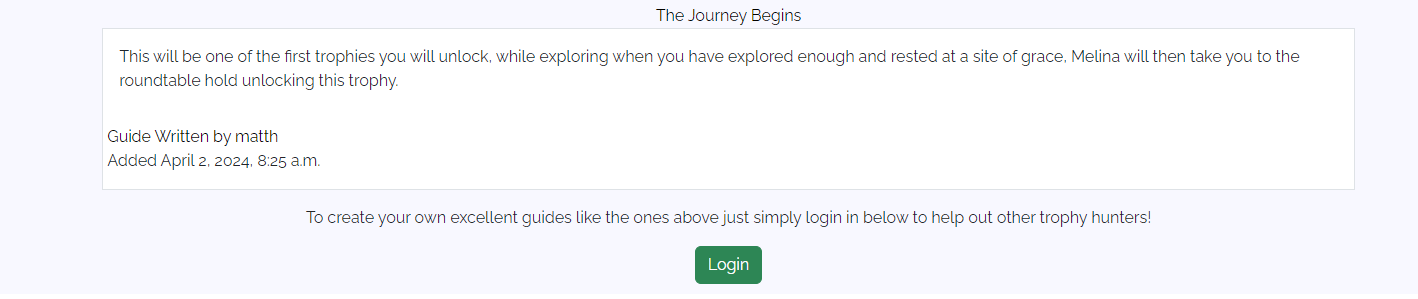 The Journey Begins
This will be one of the first trophies you will unlock, while exploring when you have explored enough and rested at a site of grace, Melina will then take you to the
roundtable hold unlocking this trophy.
Guide Written by matth
Added April 2, 2024, 8:25 a.m.
To create your own excellent guides like the ones above just simply login in below to help out other trophy hunters!
Login